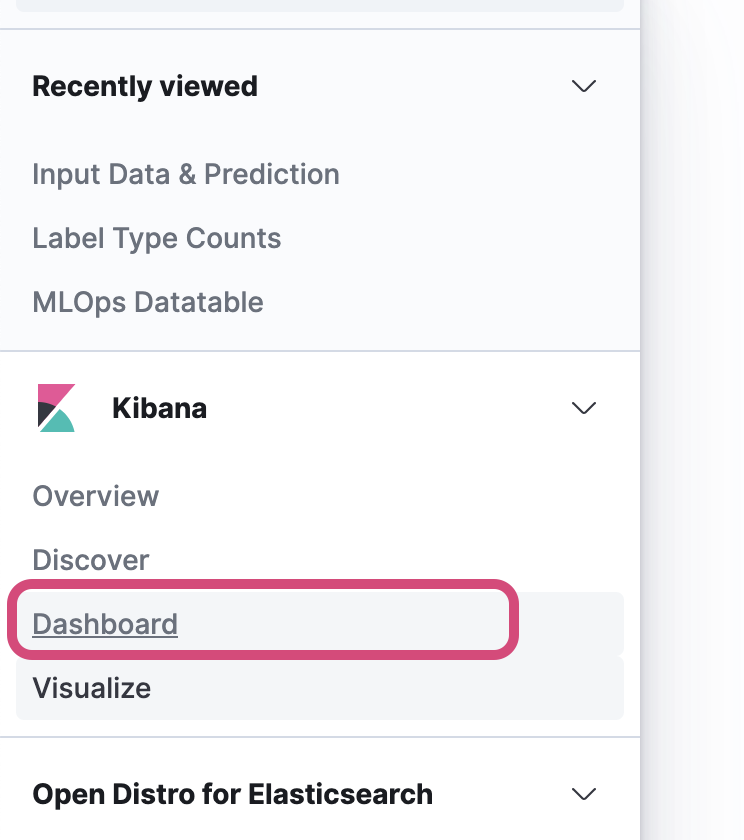 Recently viewed
Input Data & Prediction
Label Type Counts
MLOps Datatable
Kibana
Overview
Discover
Dashboard
Visualize
Open Distro for Elasticsearch